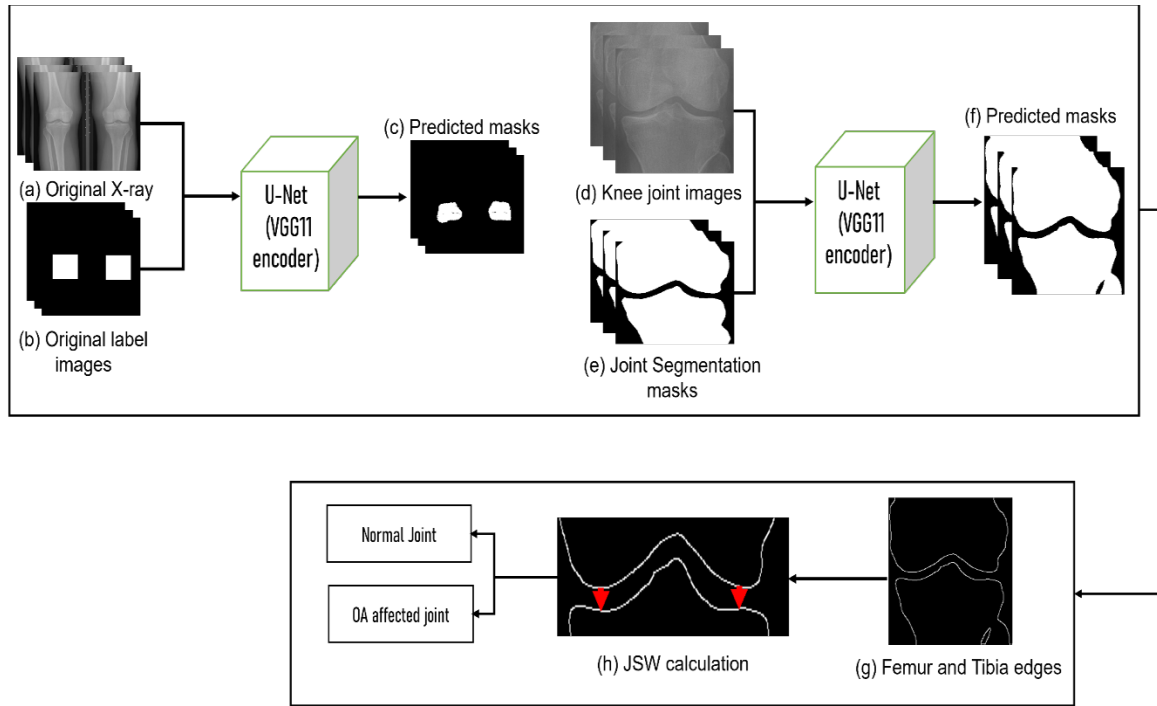 (a) Original X-ray
(b) Original label
images
U-Net
(VGG11
encoder)
(c) Predicted masks
(d) Knee joint images
(e) Joint Segmentation
masks
U-Net
(VGG11
encoder)
(f) Predicted masks
(g) Femur and Tibia edges
(h) JSW calculation
Normal Joint
OA affected joint